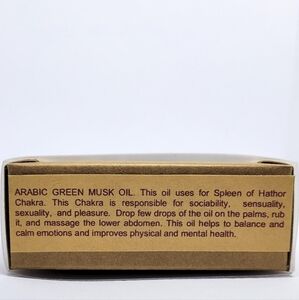 ARABIC GREEN MUSK OIL. This oil uses for Spleen of Hathor
Chakra. This Chakra is responsible for sociability, sensuality,
sexuality, and pleasure. Drop few drops of the oil on the palms, rub
it, and massage the lower abdomen. This oil helps to balance and
calm emotions and improves physical and mental health.